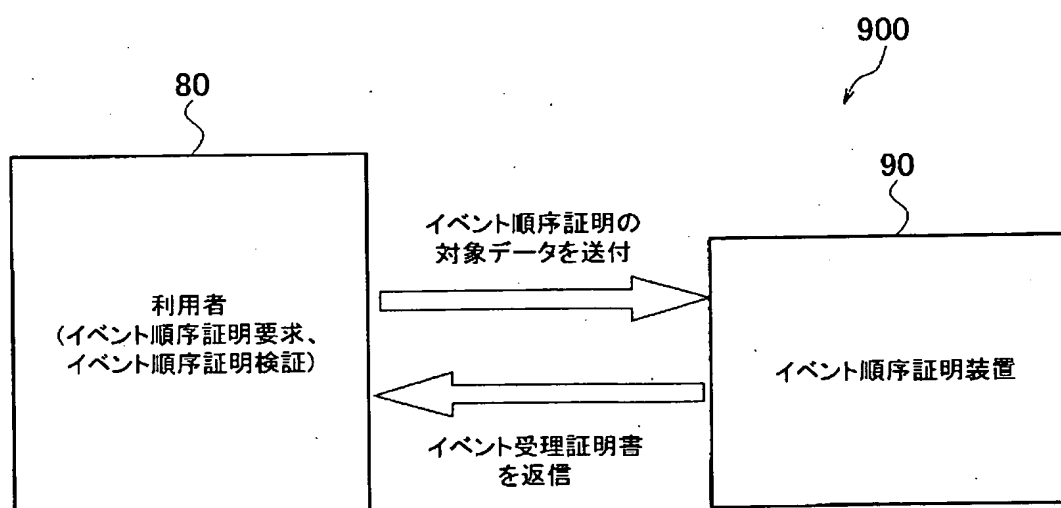 900
80
90
イベント順序証明の
対象データを送付
利用者
(イベント順序証明要求、
イベント順序証明検証)
イベント順序証明装置
イベント受理証明書
を返信